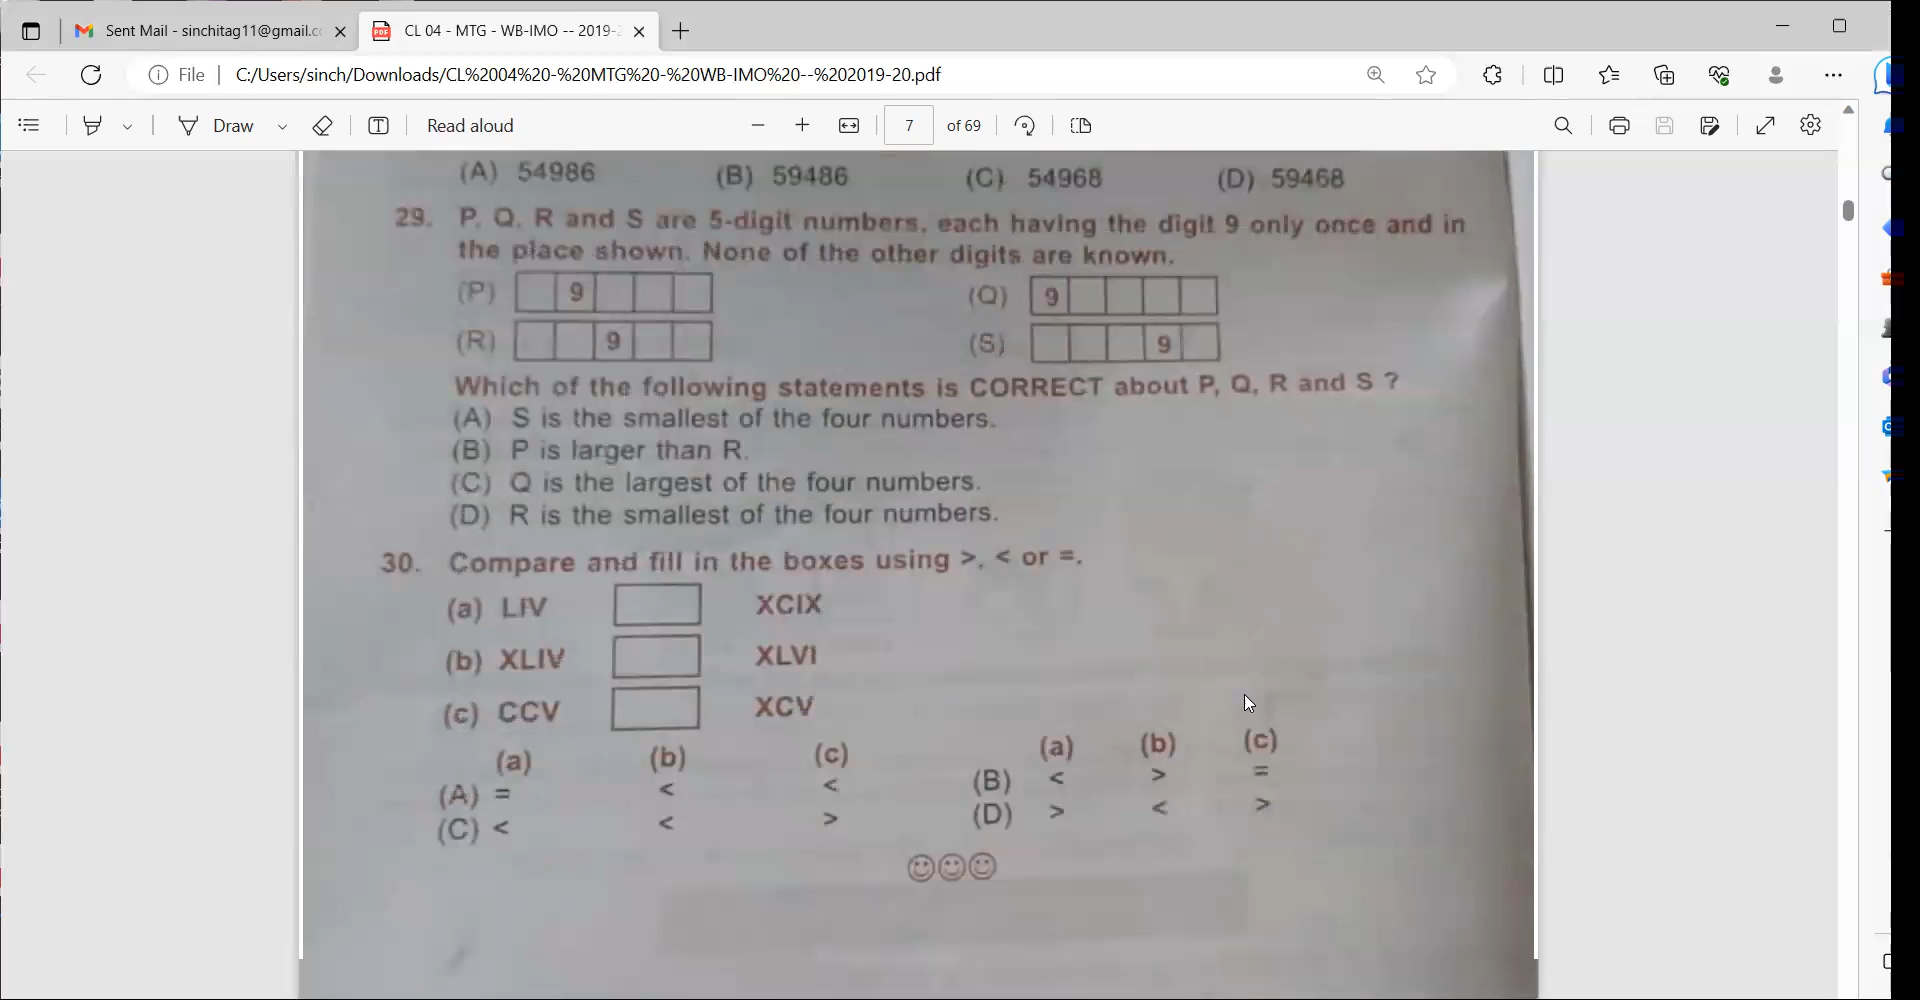 Sent Mail - sinchitag11@gmail.cc
CL 04 - MTG - WB-IMO -- 2019-2
File
C:/Users/sinch/Downloads/CL%2004%20-%20MTG%20-%20WB-IMO%20--%202019-20.pdf
Draw
Read aloud
7 of 69
(A) 54986 (B) 59486 (C) 54968 (D) 59468
29. P, Q, R and S are 5-digit numbers, each having the digit 9 only once and in
the place shown. None of the other digits are known.
(P) 9 (Q) 9
(R) 9 (S) 9
Which of the following statements is CORRECT about P, Q, R and S ?
(A) S is the smallest of the four numbers.
(B) P is larger than R.
(C) Q is the largest of the four numbers.
(D) R is the smallest of the four numbers.
30. Compare and fill in the boxes using >, < or =.
(a) LIV XCIX
(b) XLIV XLVI
(c) CCV XCV
(a) (b) (c) (a) (b) (c)
(A) = < < (B) < > =
(C) < < > (D) > < >